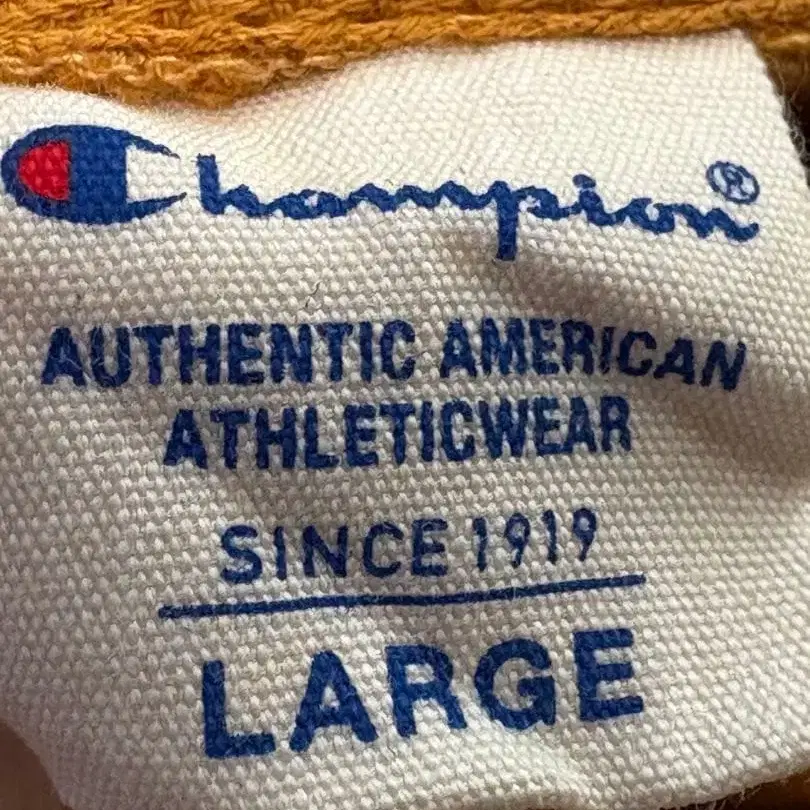 Champion®
AUTHENTIC AMERICAN
ATHLETICWEAR
SINCE 1919
LARGE